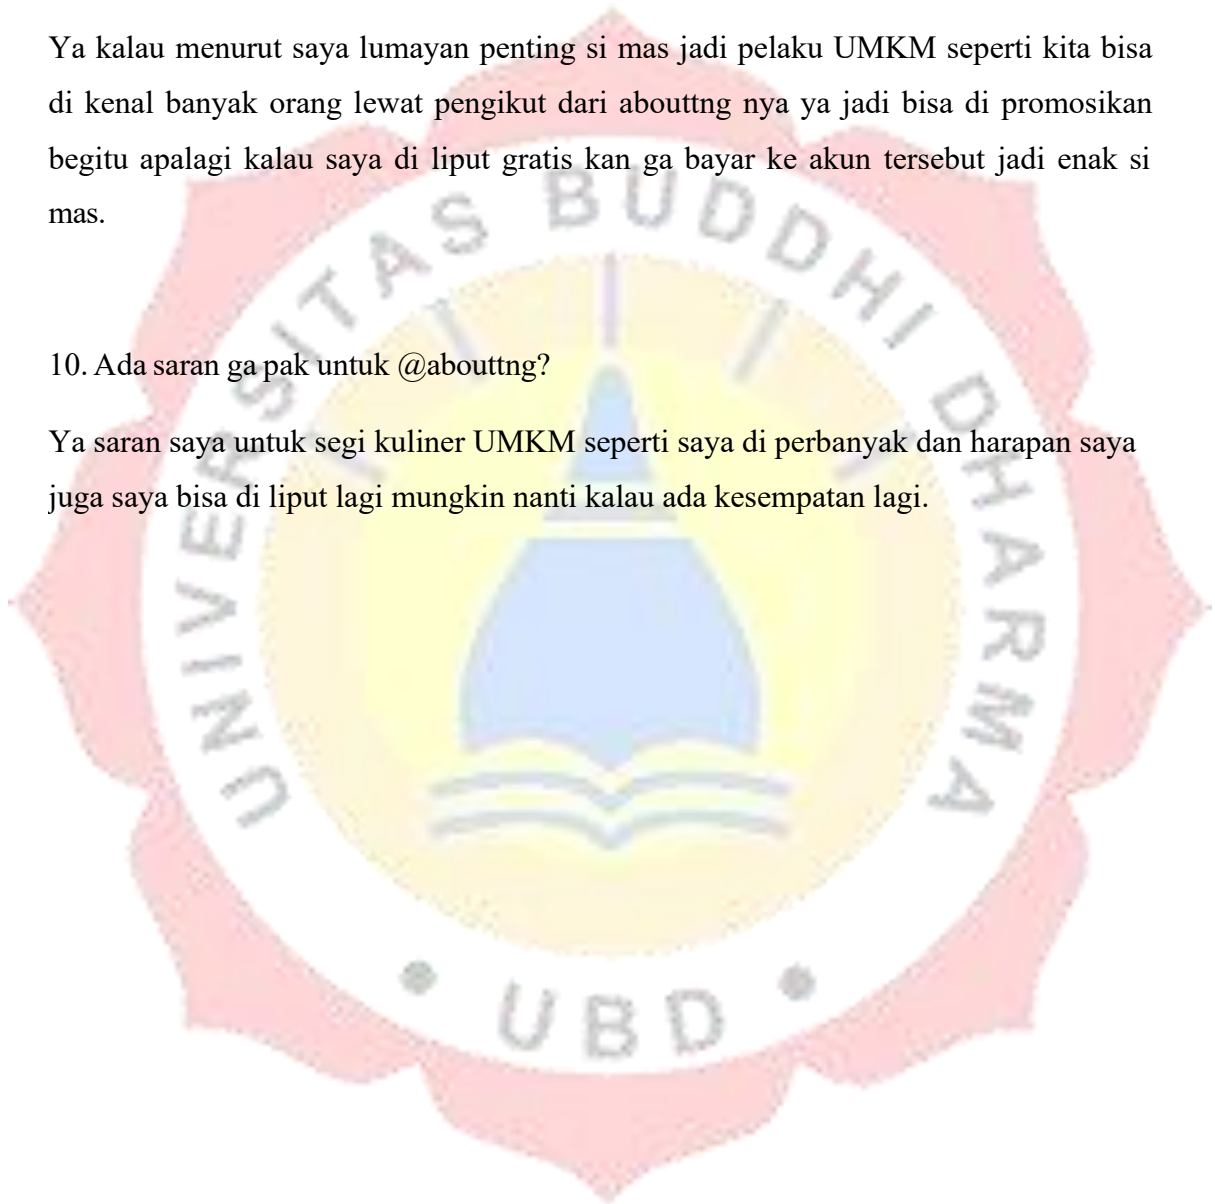 Ya kalau menurut saya lumayan penting si mas jadi pelaku UMKM seperti kita bisa
di kenal banyak orang lewat pengikut dari abouttng nya ya jadi bisa di promosikan
begitu apalagi kalau saya di liput gratis kan ga bayar ke akun tersebut jadi enak si
mas.
10. Ada saran ga pak untuk @abouttng?
Ya saran saya untuk segi kuliner UMKM seperti saya di perbanyak dan harapan saya
juga saya bisa di liput lagi mungkin nanti kalau ada kesempatan lagi.
UNIVERSITAS BUDDHI DHARMA
• UBD •